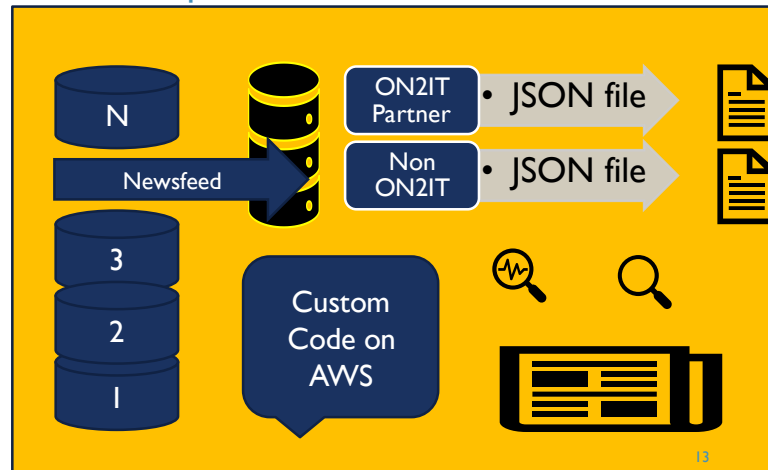 N
Newsfeed
3
2
1
ON2IT
Partner
• JSON file
Non
ON2IT
• JSON file
Custom
Code on
AWS
13